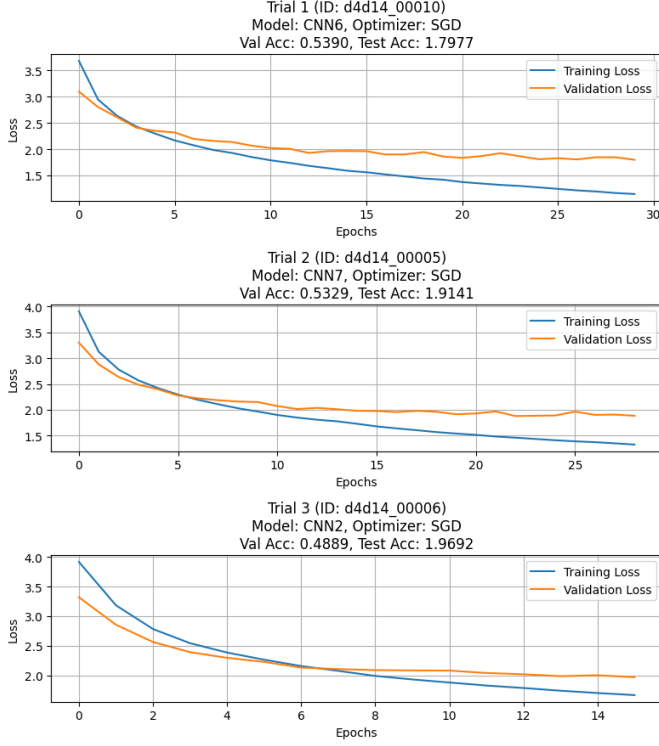 Trial 1 (ID: d4d14_00010)
Model: CNN6, Optimizer: SGD
Val Acc: 0.5390, Test Acc: 1.7977
3.5
3.0
2.5
2.0
1.5
Loss
Training Loss
Validation Loss
0 5 10 15 20 25 30
Epochs
Trial 2 (ID: d4d14_00005)
Model: CNN7, Optimizer: SGD
Val Acc: 0.5329, Test Acc: 1.9141
4.0
3.5
3.0
2.5
2.0
1.5
Loss
Training Loss
Validation Loss
0 5 10 15 20 25
Epochs
Trial 3 (ID: d4d14_00006)
Model: CNN2, Optimizer: SGD
Val Acc: 0.4889, Test Acc: 1.9692
4.0
3.5
3.0
2.5
2.0
Loss
Training Loss
Validation Loss
0 2 4 6 8 10 12 14
Epochs